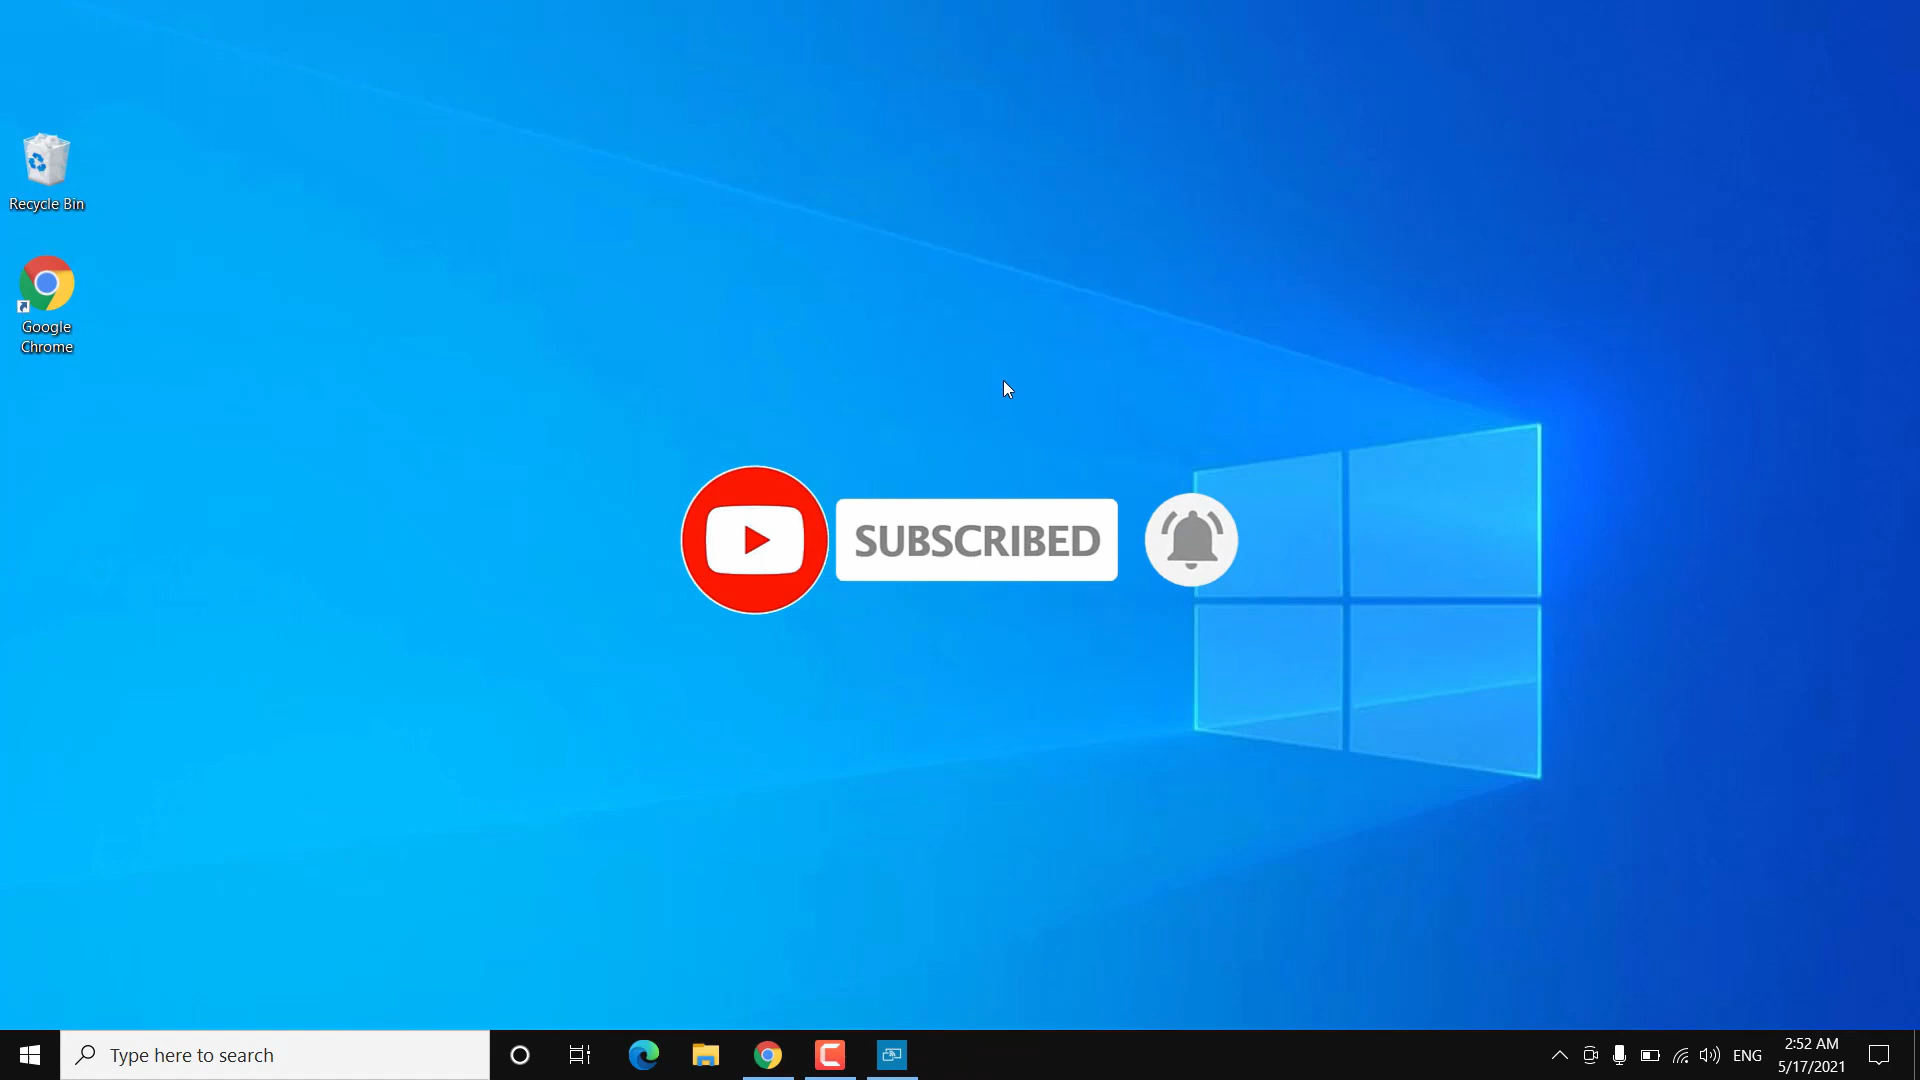 Recycle Bin
Google
Chrome
SUBSCRIBED
Type here to search
ENG
2:52 AM
5/17/2021